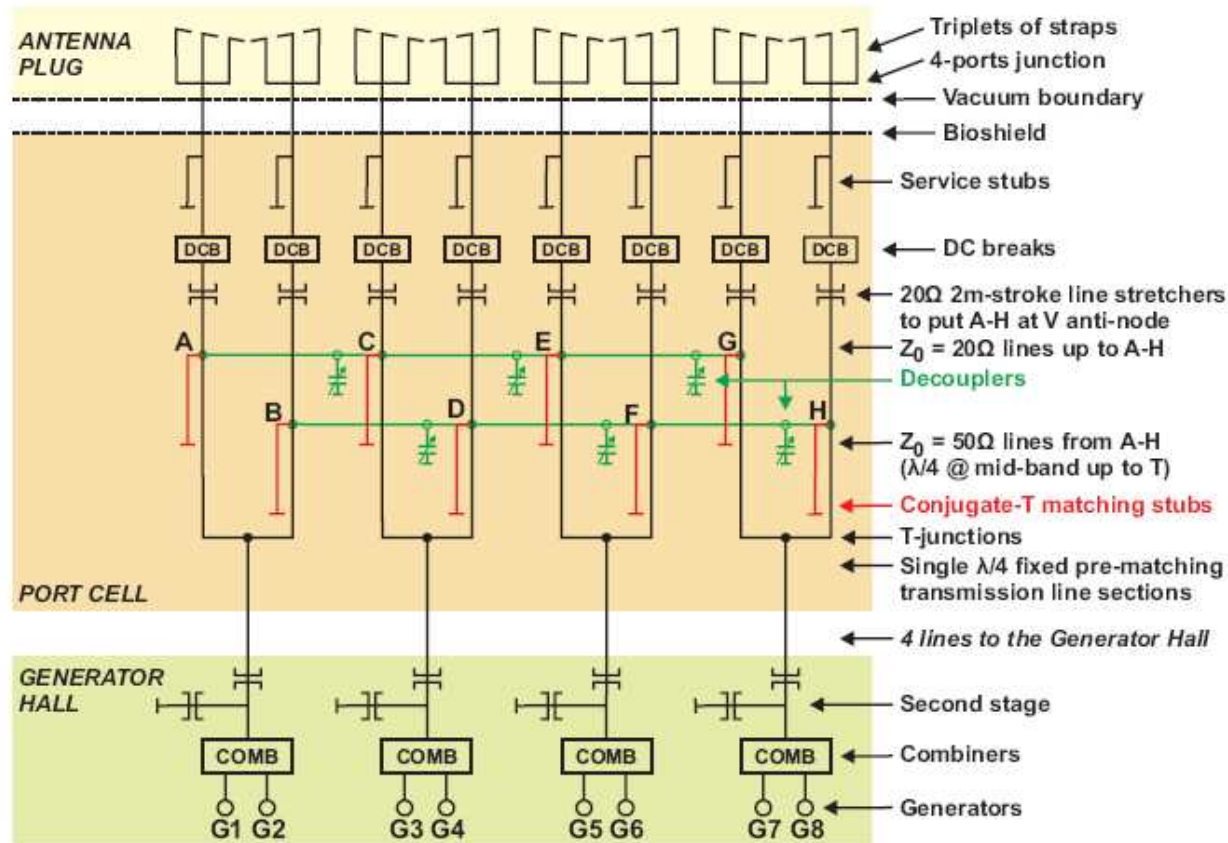 ANTENNA
PLUG
Triplets of straps
4-ports junction
Vacuum boundary
Bioshield
PORT CELL
Service stubs
DCB DCB DCB DCB DCB DCB DCB DCB
DC breaks
20Ω 2m-stroke line stretchers
to put A-H at V anti-node
A C E G
Z0 = 20Ω lines up to A-H
Decouplers
B D F H
Z0 = 50Ω lines from A-H
(λ/4 @ mid-band up to T)
Conjugate-T matching stubs
T-junctions
Single λ/4 fixed pre-matching
transmission line sections
4 lines to the Generator Hall
GENERATOR
HALL
Second stage
COMB COMB COMB COMB
Combiners
Generators
G1 G2 G3 G4 G5 G6 G7 G8